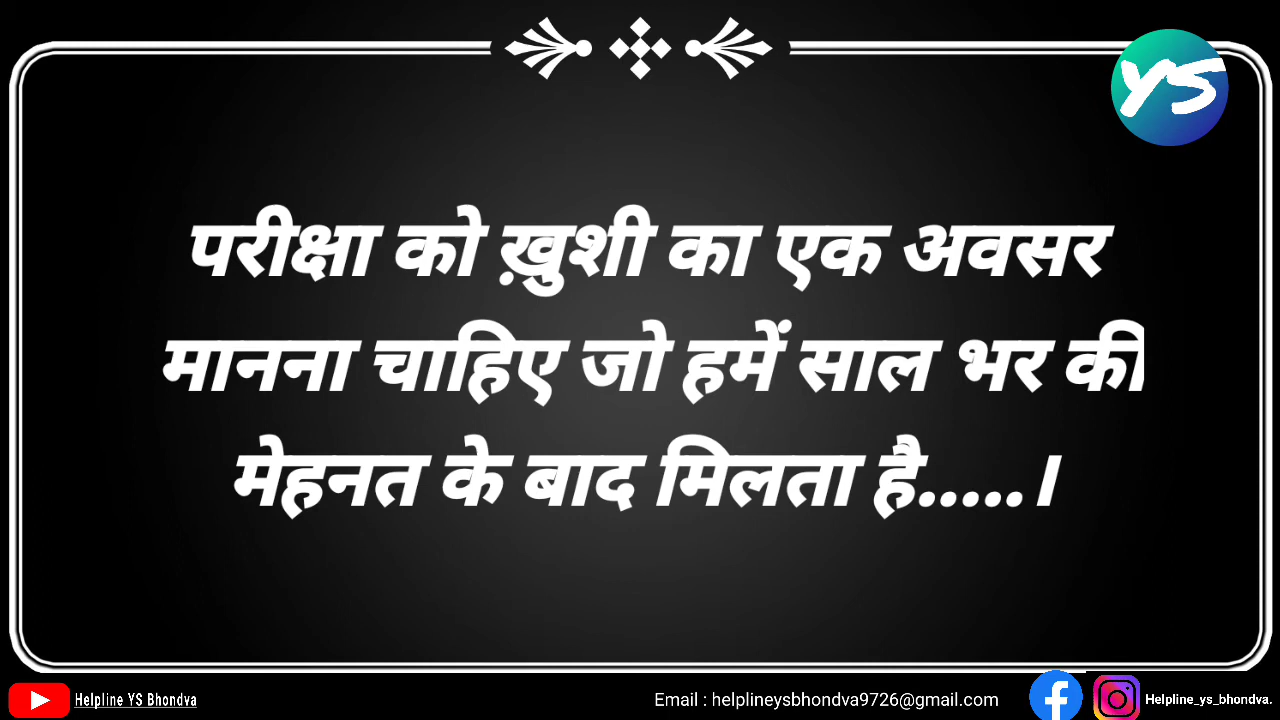 YS
परीक्षा को ख़ुशी का एक अवसर
मानना चाहिए जो हमें साल भर की
मेहनत के बाद मिलता है.....।
Helpline YS Bhondva
Email : helplineysbhondva9726@gmail.com
Helpline_ys_bhondva.